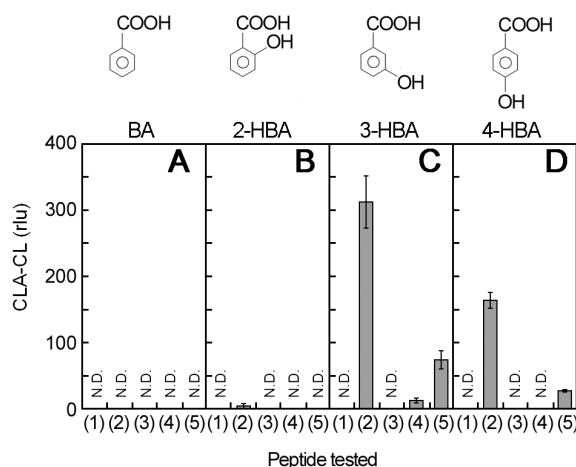 COOH
COOH
OH
COOH
OH
COOH
OH
BA 2-HBA 3-HBA 4-HBA
A B C D
CLA-CL (rlu)
400
300
200
100
0
N.D. N.D. N.D. N.D. N.D. N.D. N.D. N.D. N.D. N.D. N.D. N.D. N.D. N.D.
(1) (2) (3) (4) (5) (1) (2) (3) (4) (5) (1) (2) (3) (4) (5) (1) (2) (3) (4) (5)
Peptide tested